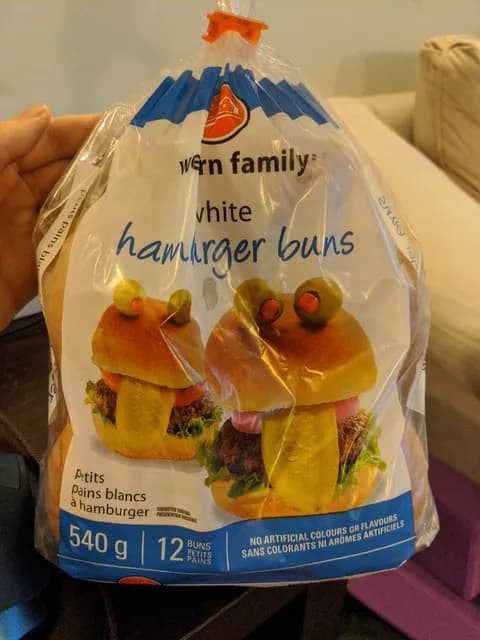 family
white
hamburger buns
petits
pains blancs
à hamburger
540 g
12 BUNS
PETITS
PAINS
NO ARTIFICIAL COLOURS OR FLAVOURS
SANS COLORANTS NI ARÔMES ARTIFICIELS